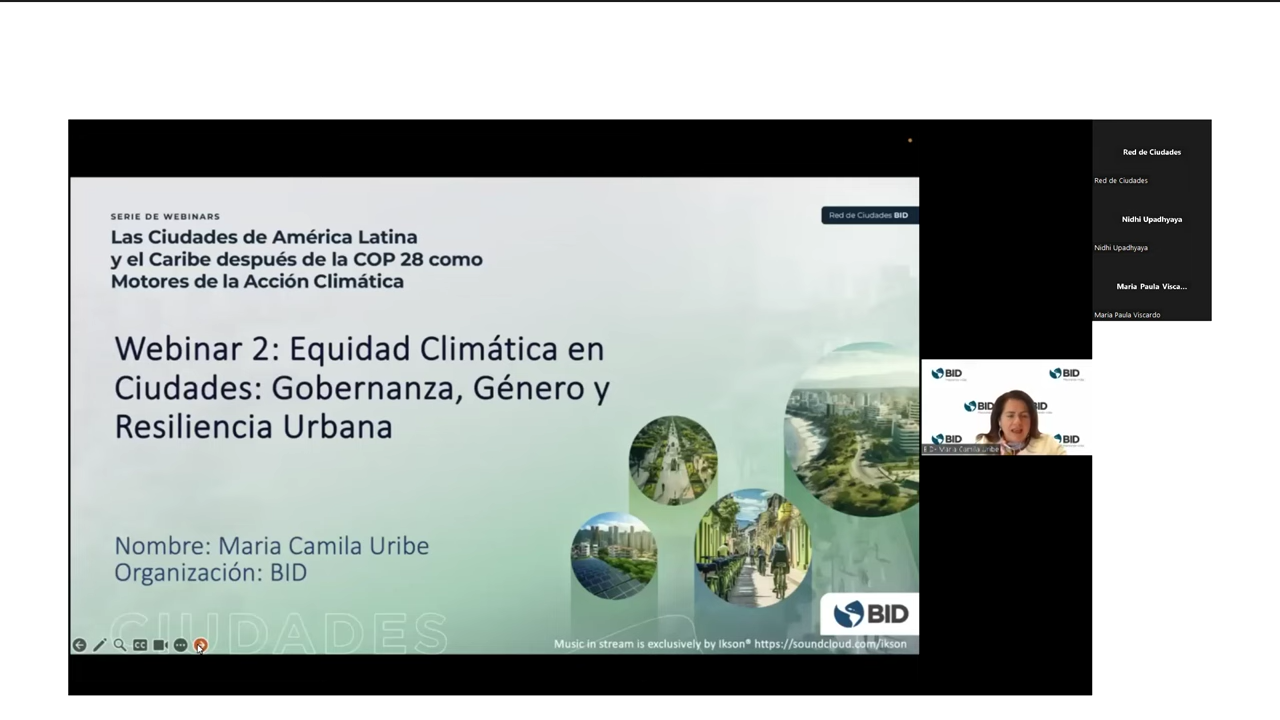 SERIE DE WEBINARS
Las Ciudades de América Latina
y el Caribe después de la COP 28 como
Motores de la Acción Climática
Red de Ciudades BID
Webinar 2: Equidad Climática en
Ciudades: Gobernanza, Género y
Resiliencia Urbana
Nombre: Maria Camila Uribe
Organización: BID
CIUDADES
BID
CC
Music in stream is exclusively by Ikson® https://soundcloud.com/ikson
Red de Ciudades
Red de Ciudades
Nidhi Upadhyaya
Nidhi Upadhyaya
Maria Paula Visca...
Maria Paula Viscardo
BID
BID
BID
BID
BID
BID
Maria Camila Uribe